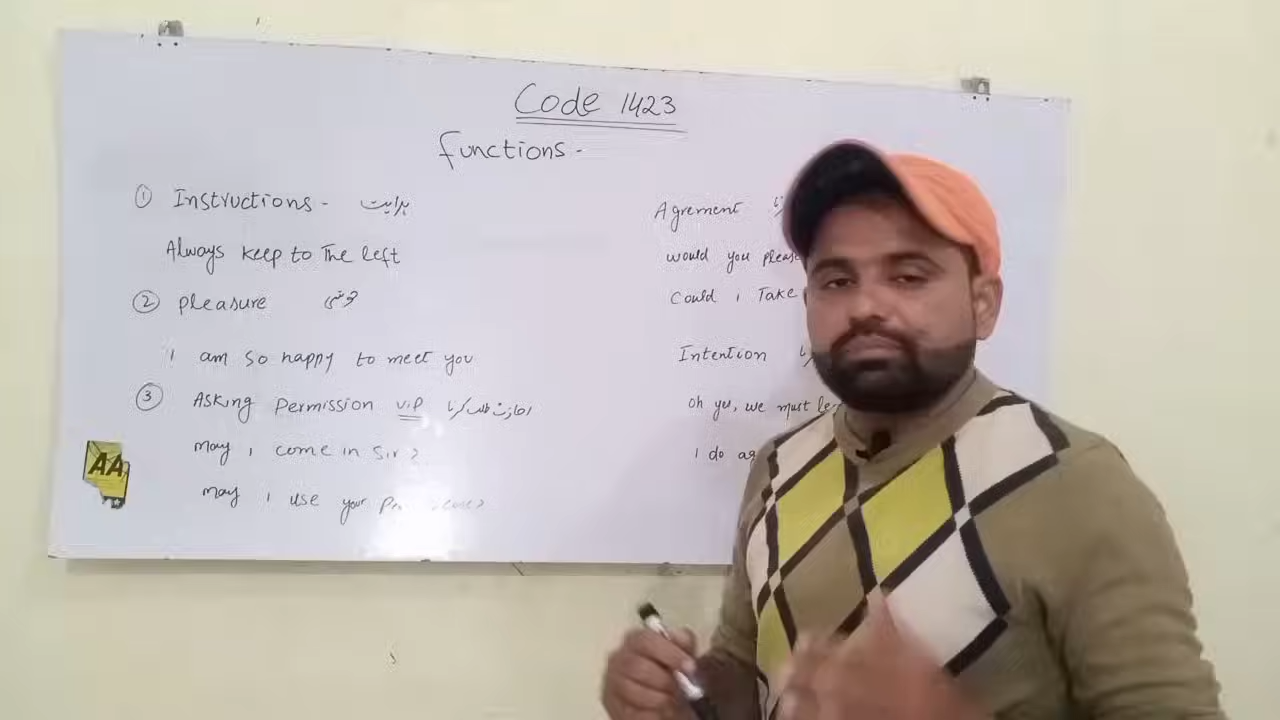 Code 1423
Functions -
① Instructions - ہدایت
Always keep to The left
② pleasure خوشی
I am so happy to meet you
③ Asking permission V.I.P اجازت طلب کرنا
may I come in Sir?
may I use your
Agrement
would you please
Could I Take
Intention
oh yes, we must
I do
AA